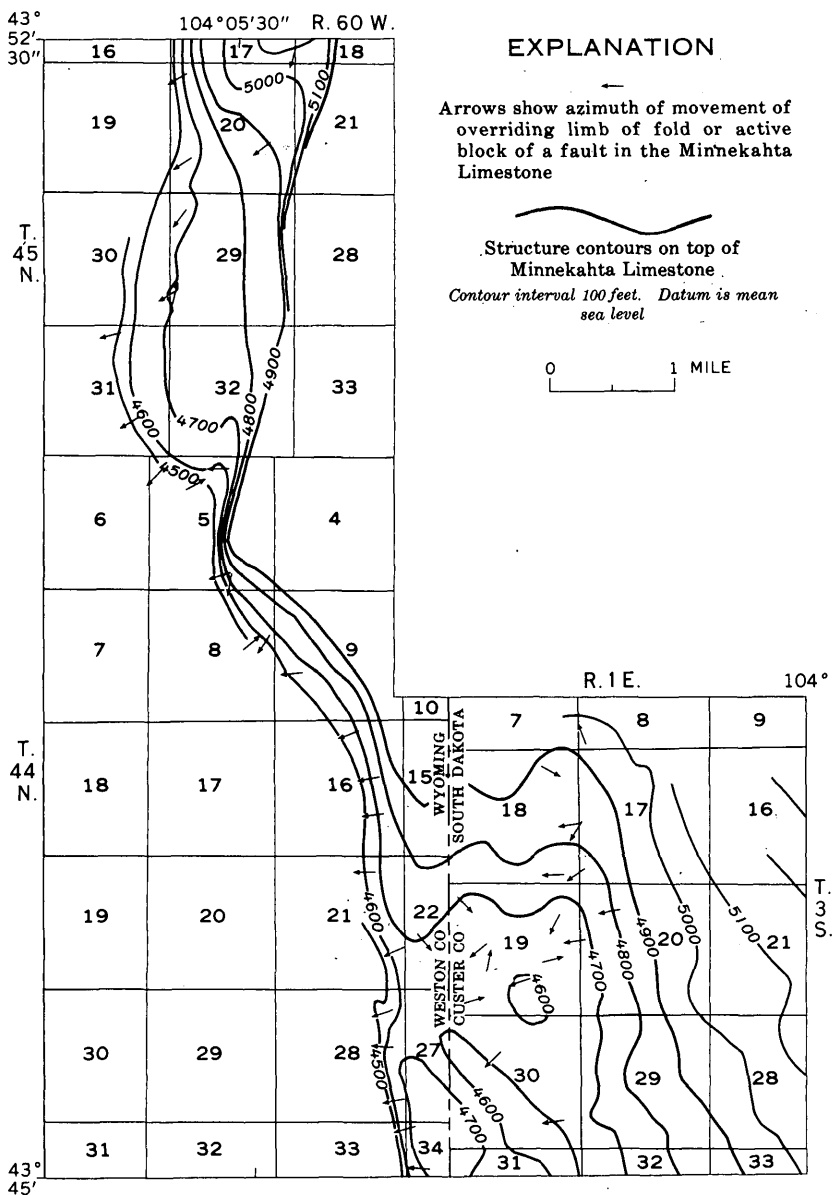 43°
52′
30″
104°05′30″ R. 60 W.
EXPLANATION
Arrows show azimuth of movement of
overriding limb of fold or active
block of a fault in the Minnekahta
Limestone
Structure contours on top of
Minnekahta Limestone
Contour interval 100 feet. Datum is mean
sea level
0 1 MILE
16 17 18
5000 5100
19 20 21
T.
45
N.
30 29 28
31 32 33
4600 4700 4800 4900
4500
6 5 4
7 8 9
R. 1 E. 104°
10 7 8 9
T.
44
N.
18 17 16 15 18 17 16
WYOMING
SOUTH DAKOTA
T.
3
S.
19 20 21 22 19 20 21
4600 4700 4800 4900 5000 5100
WESTON CO
CUSTER CO
4600
30 29 28 27 30 29 28
4500 4600 4700
31 32 33 34 31 32 33
43°
45′